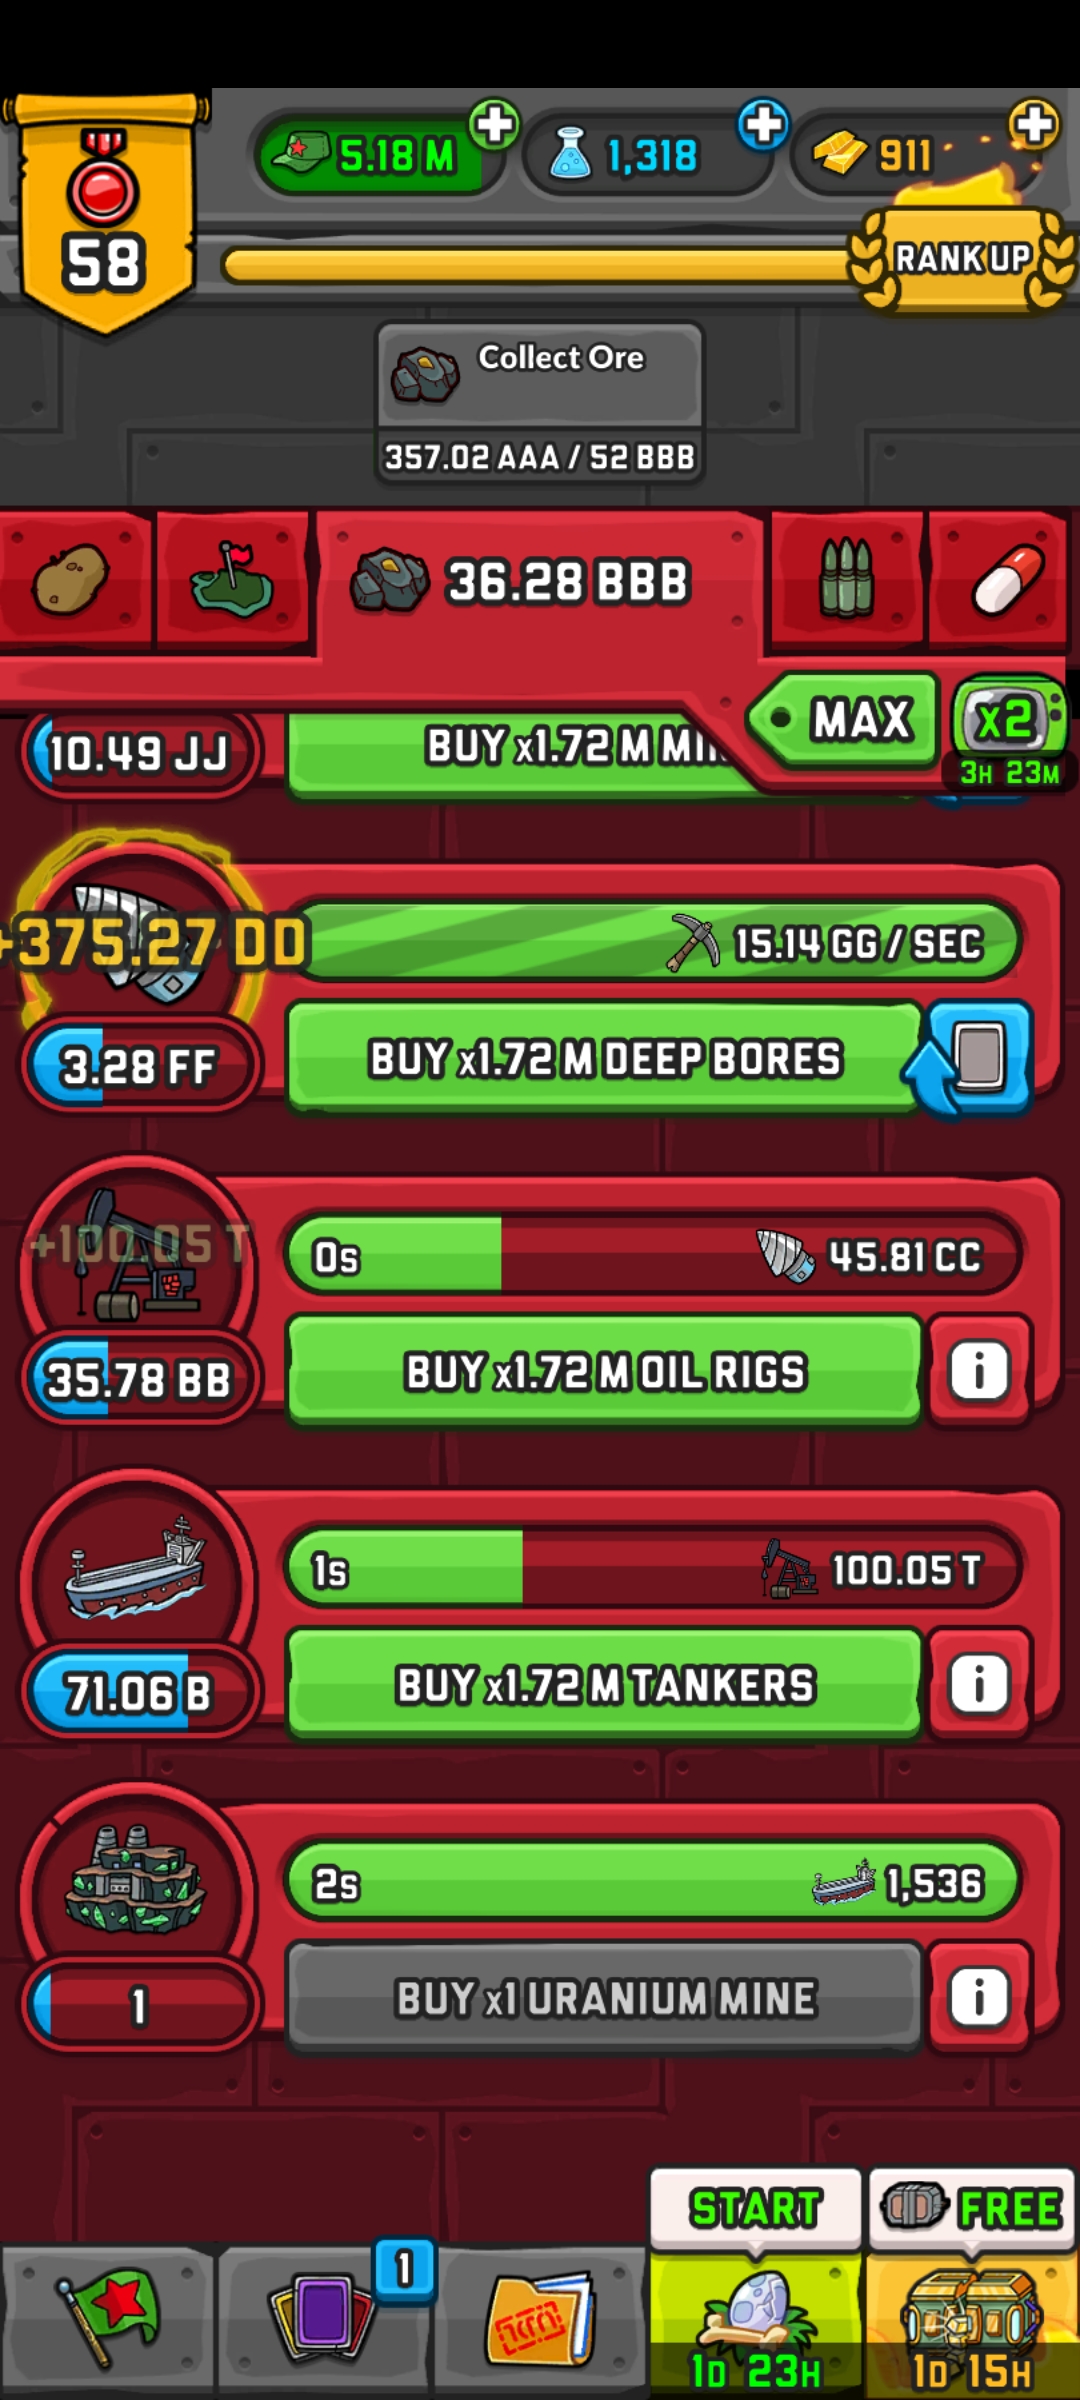 58
5.18 M
1,318
911
RANK UP
Collect Ore
357.02 AAA / 52 BBB
36.28 BBB
MAX
x2
3H 23M
10.49 JJ
BUY x1.72 M
+375.27 DD
15.14 GG / SEC
3.28 FF
BUY x1.72 M DEEP BORES
+100.05 T
0s
45.81 CC
35.78 BB
BUY x1.72 M OIL RIGS
i
1s
100.05 T
71.06 B
BUY x1.72 M TANKERS
i
2s
1,536
1
BUY x1 URANIUM MINE
i
START
FREE
1
1D 23H
1D 15H